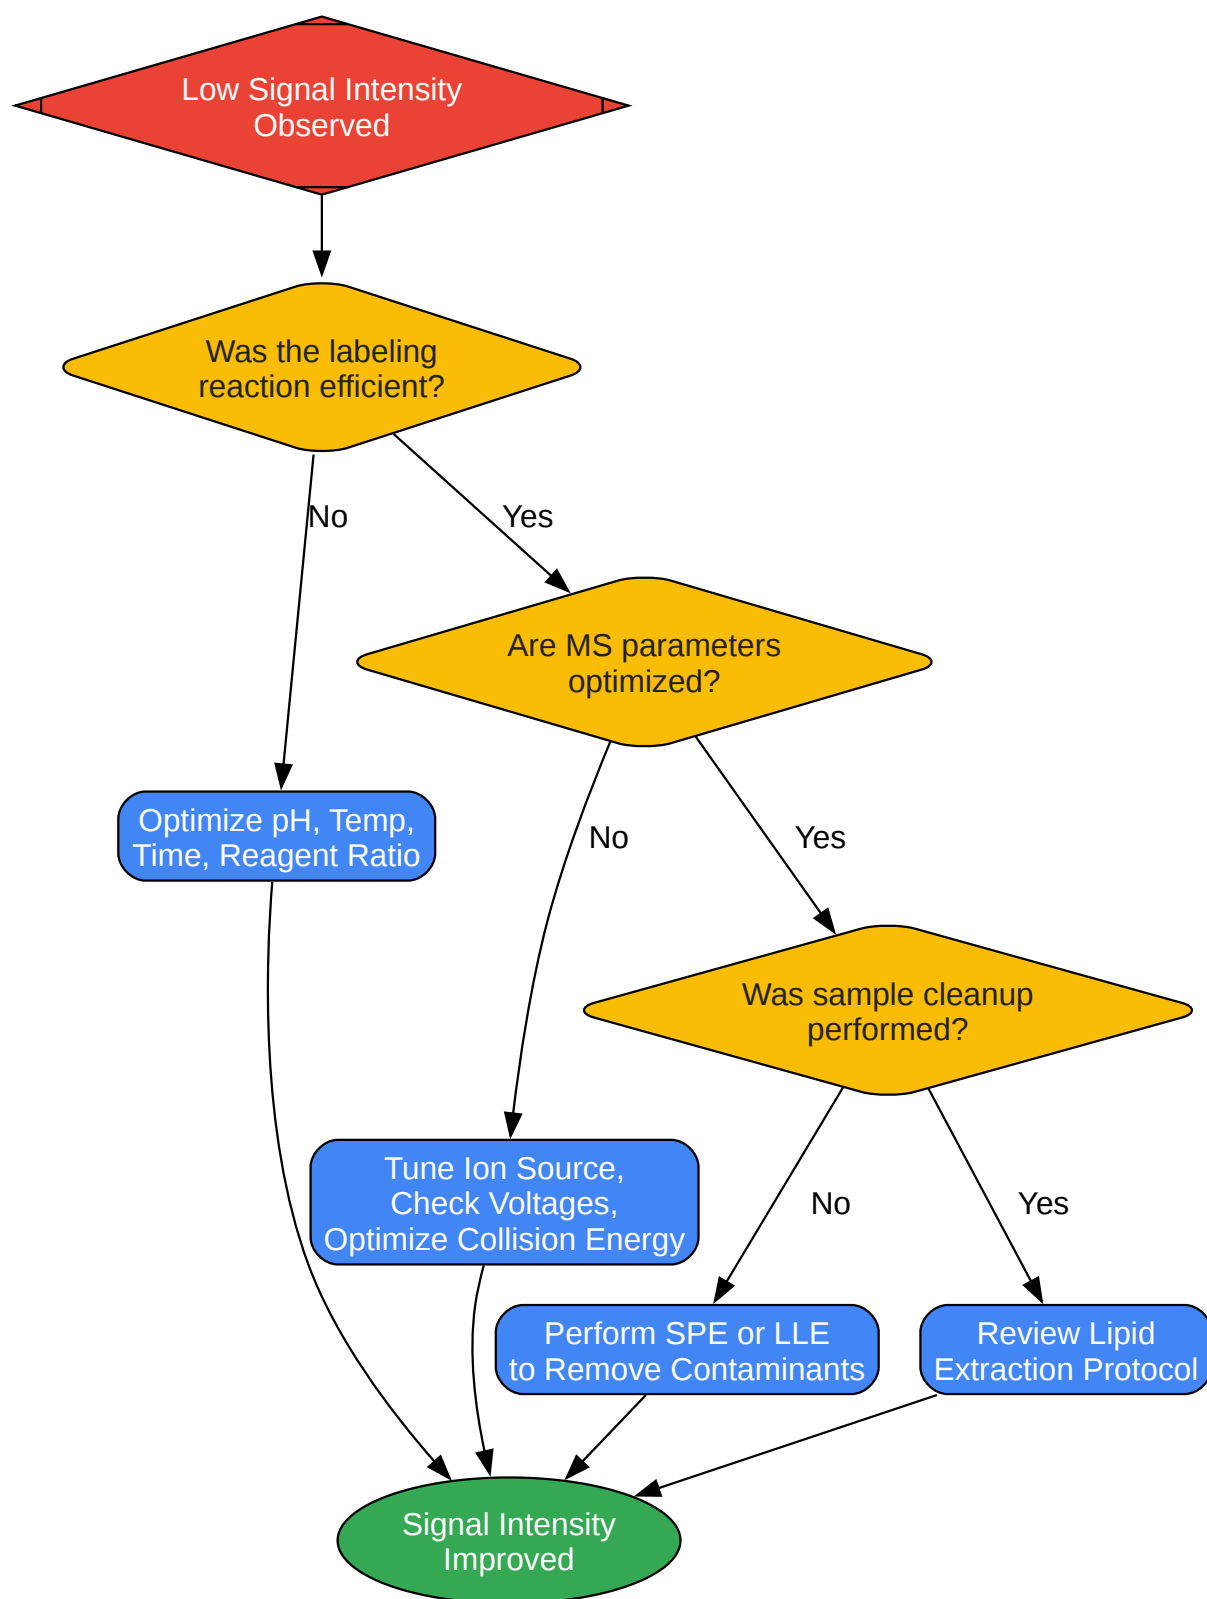 Low Signal Intensity
Observed
Was the labeling
reaction efficient?
No
Yes
Are MS parameters
optimized?
Optimize pH, Temp,
Time, Reagent Ratio
No
Yes
Was sample cleanup
performed?
Tune Ion Source,
Check Voltages,
Optimize Collision Energy
No
Yes
Perform SPE or LLE
to Remove Contaminants
Review Lipid
Extraction Protocol
Signal Intensity
Improved